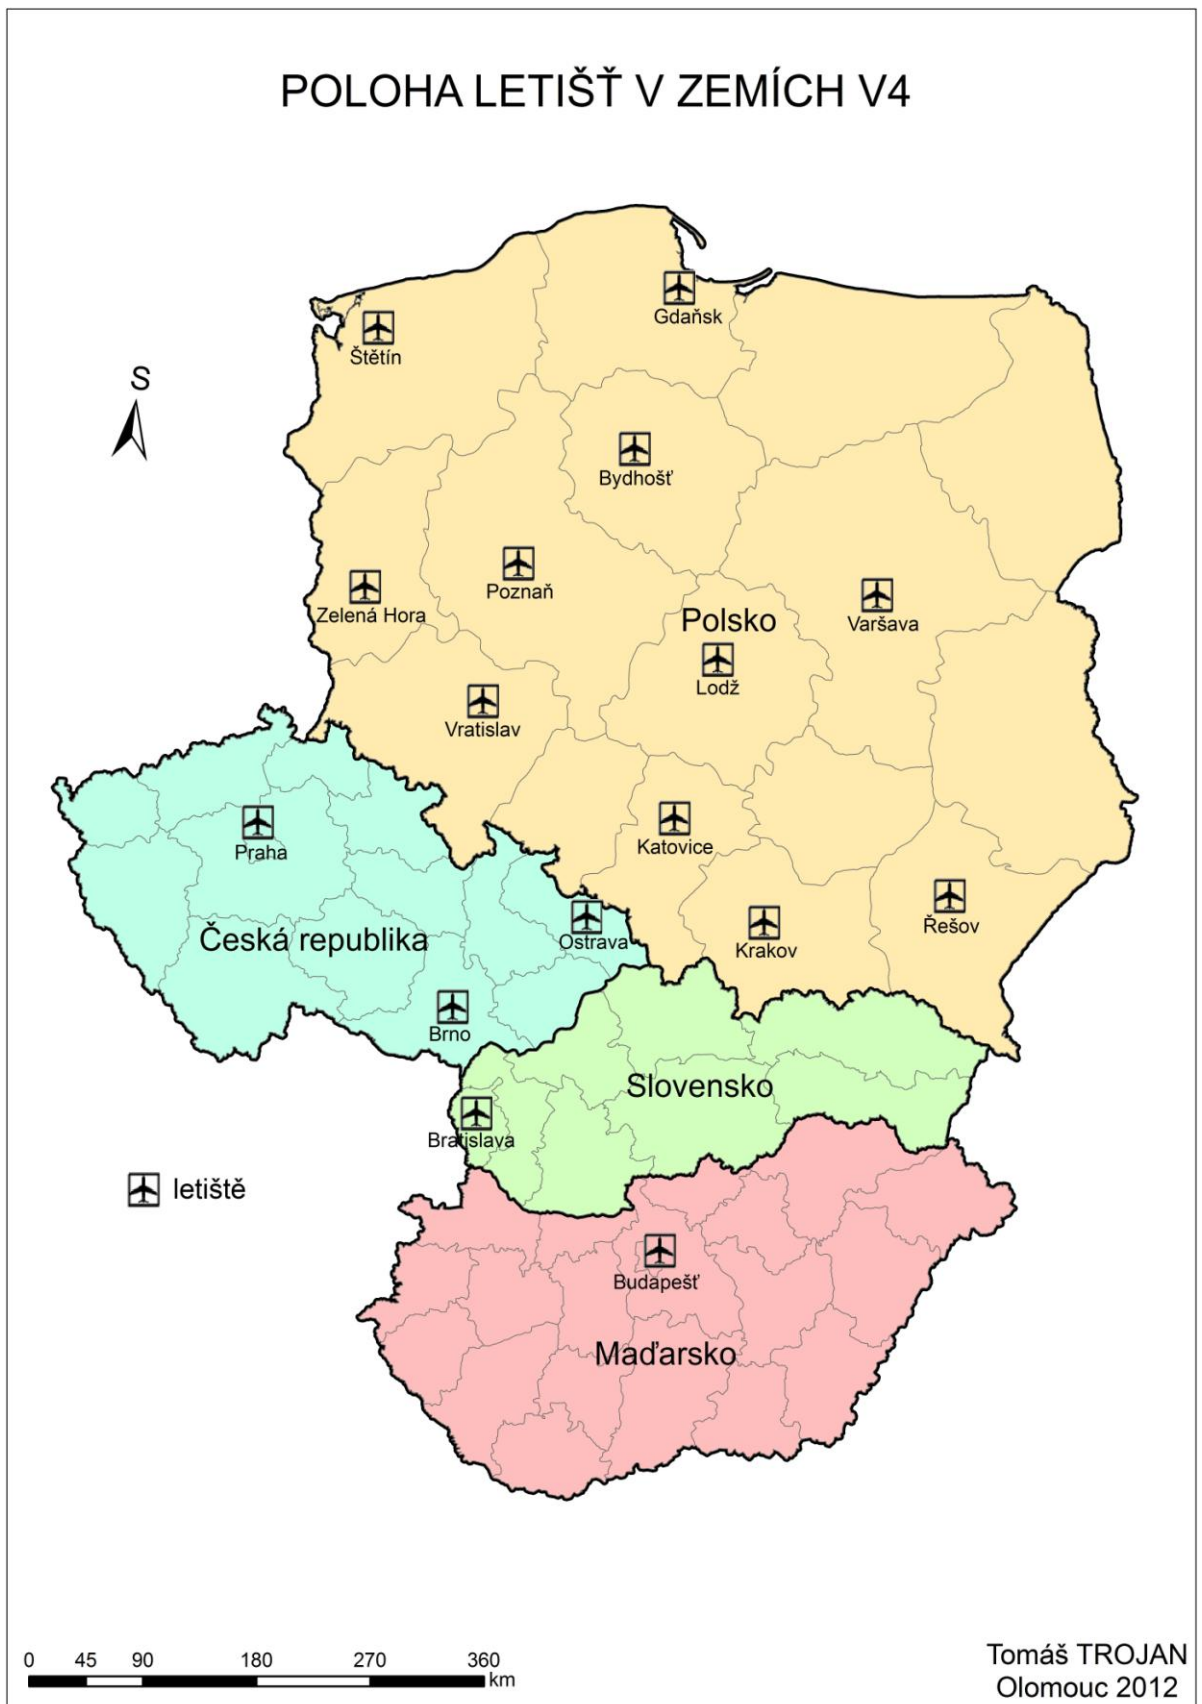 POLOHA LETIŠŤ V ZEMÍCH V4
Gdaňsk
Štětín
S
Bydhošť
Poznaň
Zelená Hora
Polsko
Varšava
Lodž
Vratislav
Katovice
Praha
Řešov
Česká republika
Ostrava
Krakov
Brno
Slovensko
Bratislava
letiště
Budapešť
Maďarsko
0 45 90 180 270 360
km
Tomáš TROJAN
Olomouc 2012